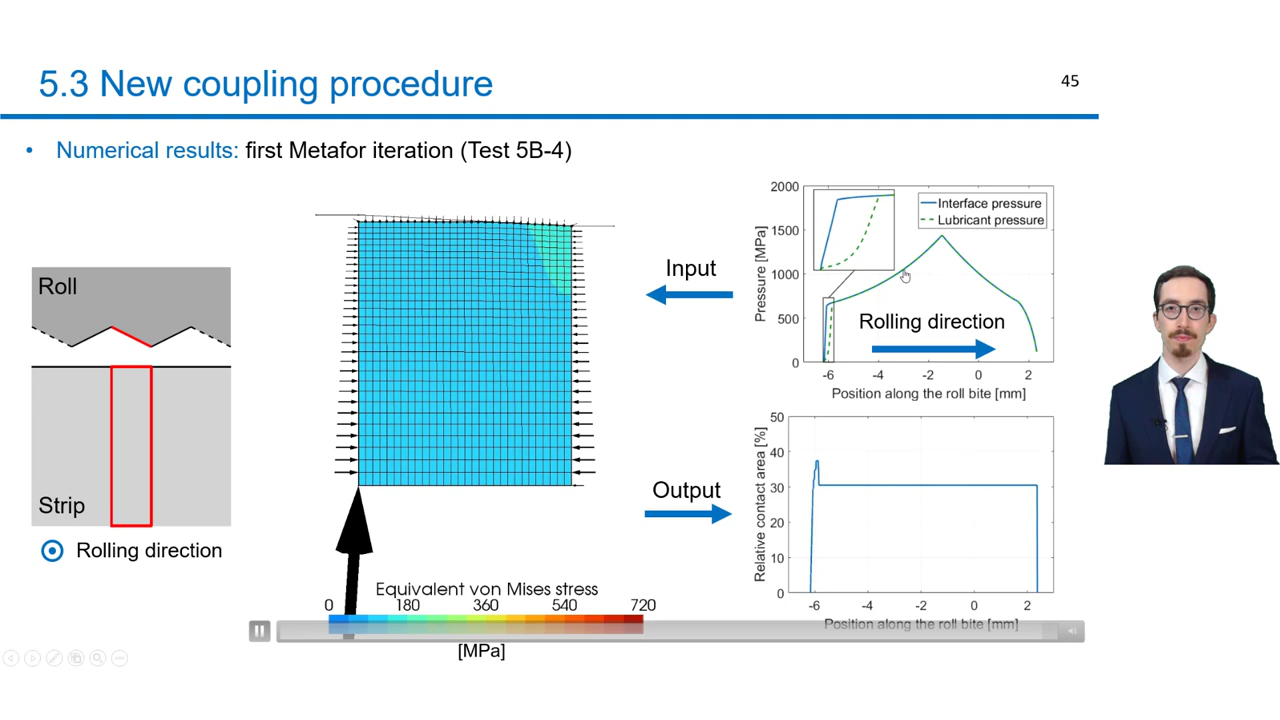 5.3 New coupling procedure
45
• Numerical results: first Metafor iteration (Test 5B-4)
Roll
Strip
Rolling direction
Equivalent von Mises stress
0 180 360 540 720
[MPa]
Input
Output
2000
1500
1000
500
0
Pressure [MPa]
Interface pressure
Lubricant pressure
Rolling direction
-6 -4 -2 0 2
Position along the roll bite [mm]
50
40
30
20
10
0
Relative contact area [%]
-6 -4 -2 0 2
Position along the roll bite [mm]